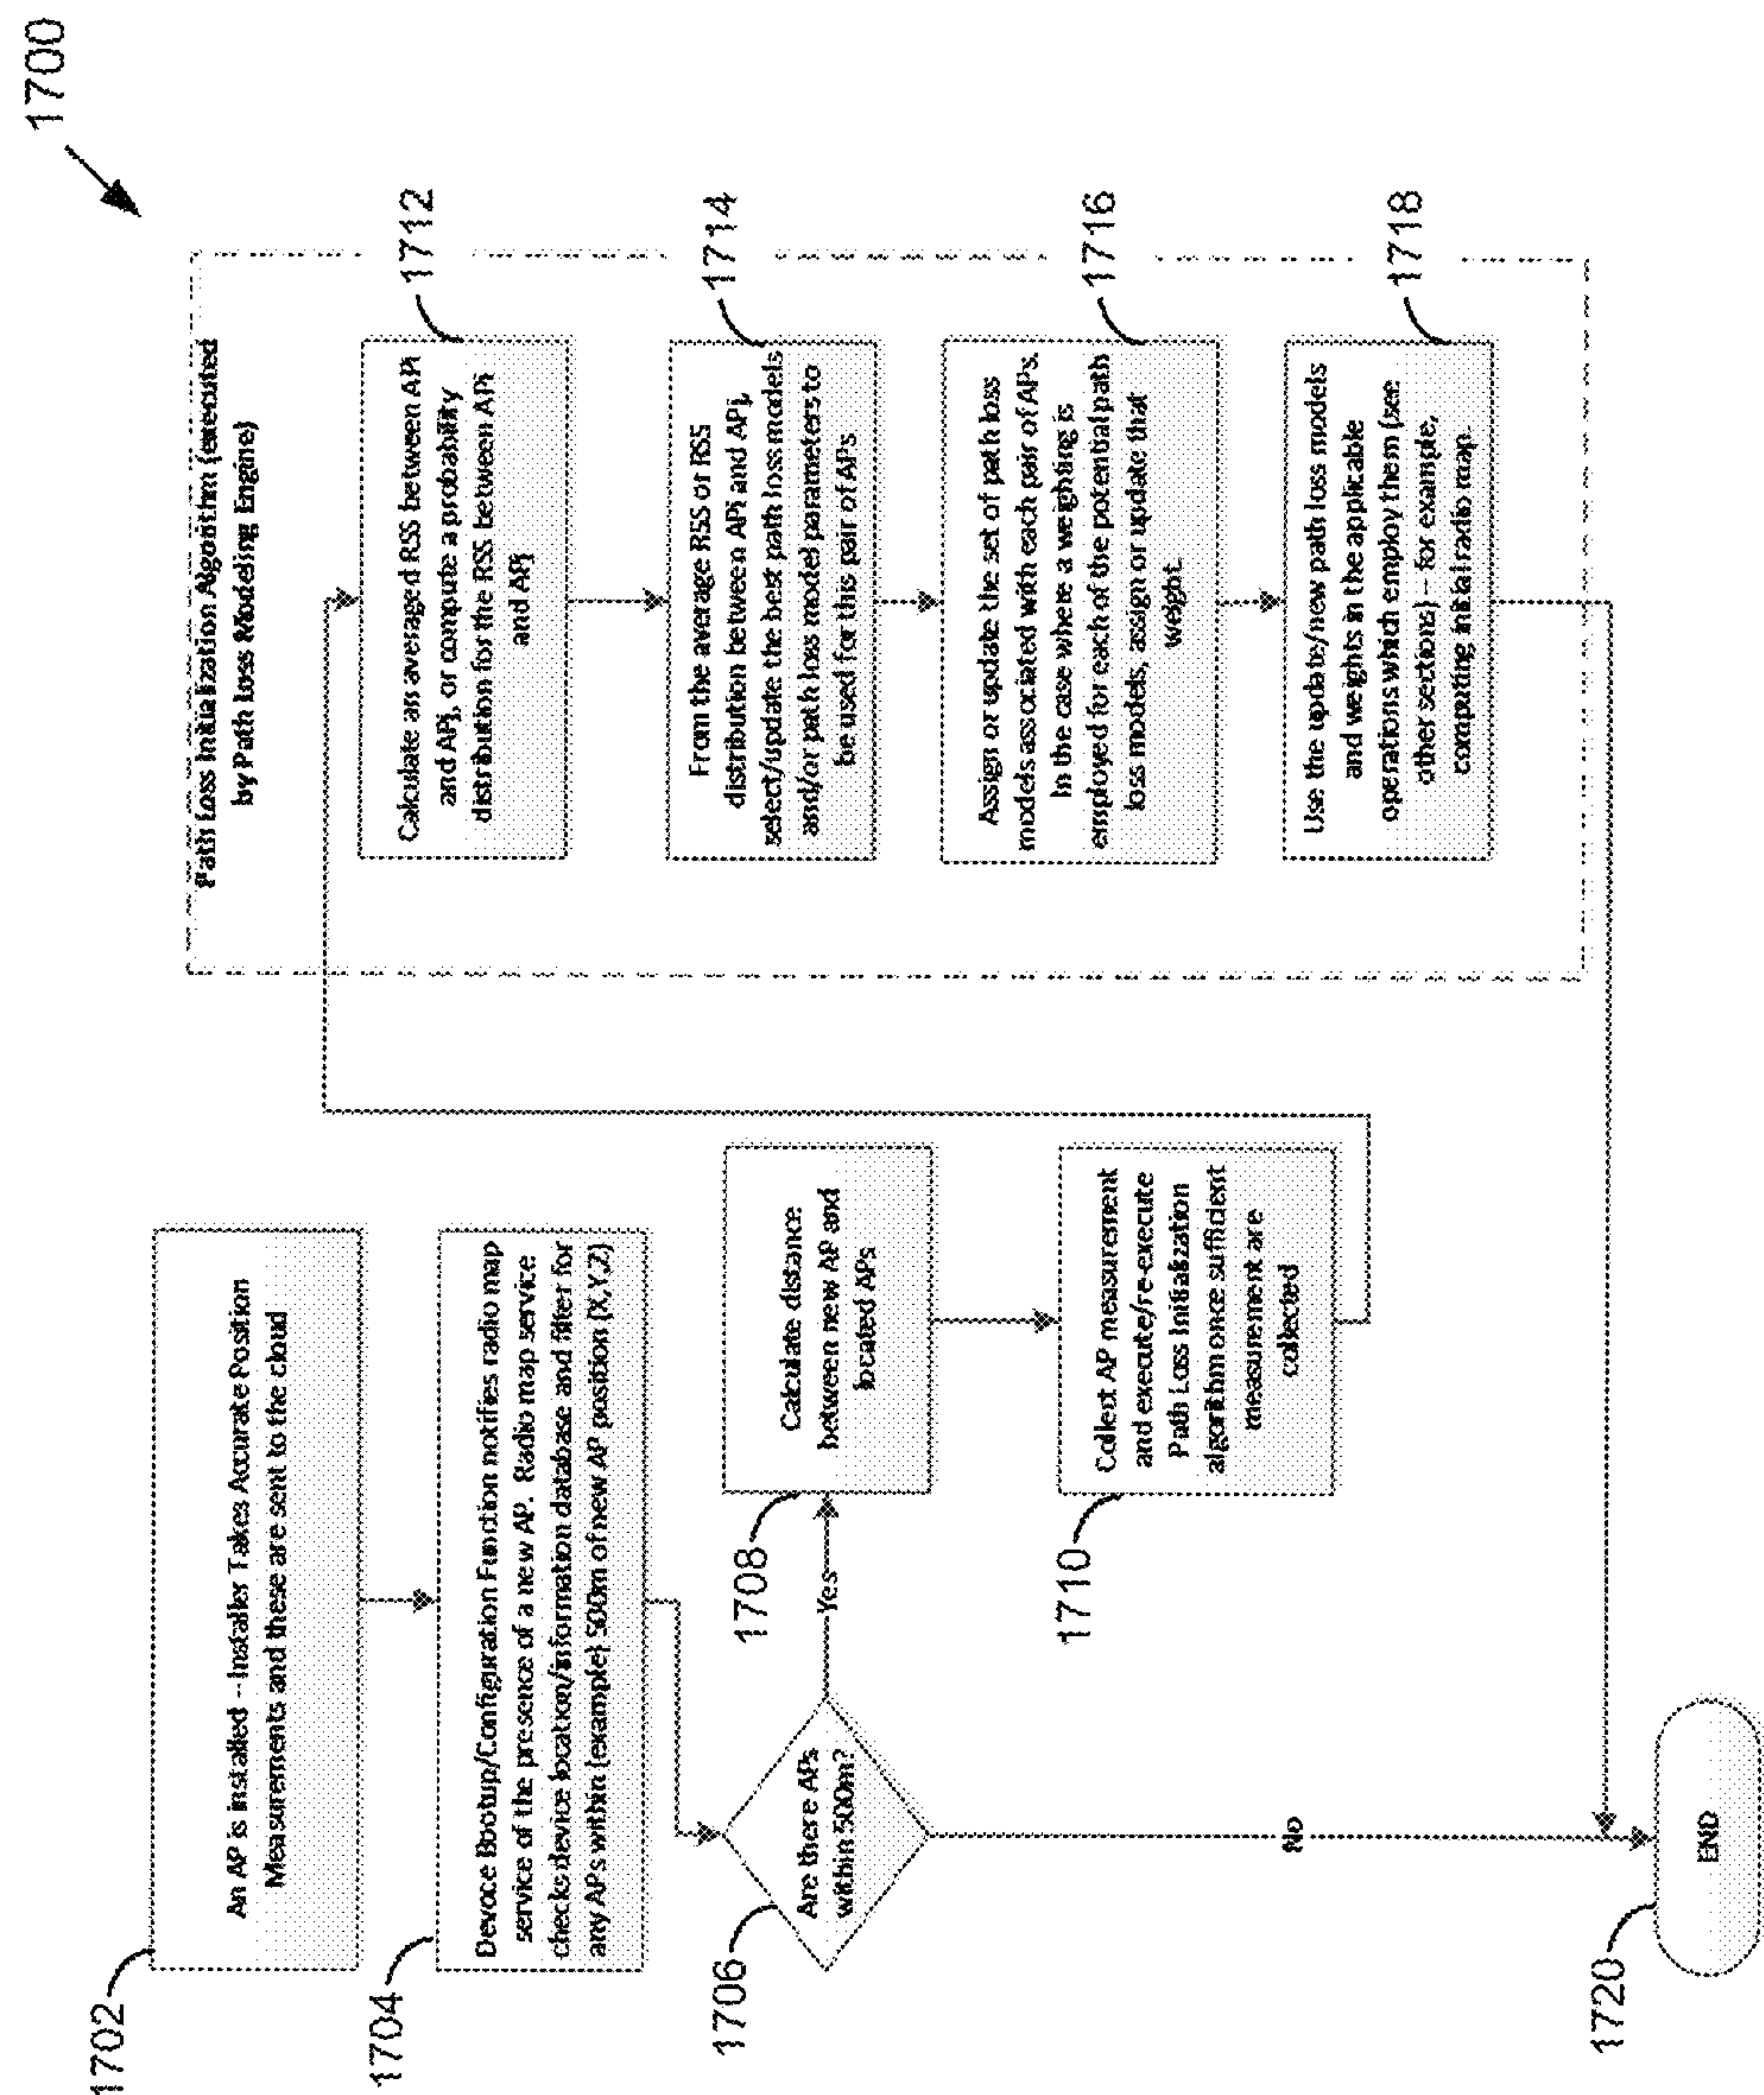 1700
1702
An AP is installed -- Installer Takes Accurate Position
Measurements and these are sent to the cloud
1704
Devoce Bootup/Configuration Function notifies radio map
service of the presence of a new AP. Radio map service
checks device location/information database and filter for
any APs within (example) 500m of new AP position (X,Y,Z)
1706
Are there APs
within 500m?
Yes
No
1708
Calculate distance
between new AP and
located APs
1710
Collect AP measurement
and execute/re-execute
Path Loss Initialization
algorithm once sufficient
measurement are
collected
Path Loss Initialization Algorithm (executed
by Path Loss Modeling Engine)
1712
Calculate an averaged RSS between APi
and APj, or compute a probability
distribution for the RSS between APi
and APj
1714
From the average RSS or RSS
distribution between APi and APj,
select/update the best path loss models
and/or path loss model parameters to
be used for this pair of APs
1716
Assign or update the set of path loss
models associated with each pair of APs.
In the case where a weighting is
employed for each of the potential path
loss models, assign or update that
weight.
1718
Use the update/new path loss models
and weights in the applicable
operations which employ them (see
other sections) -- for example,
computing initial radio map.
1720
END